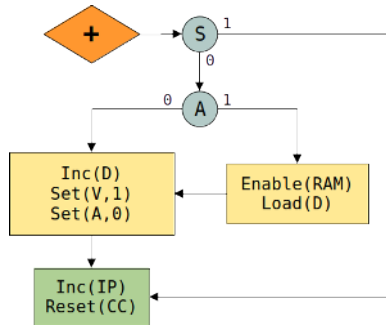 +
S
1
0
0
A
1
Inc(D)
Set(V,1)
Set(A,0)
Enable(RAM)
Load(D)
Inc(IP)
Reset(CC)